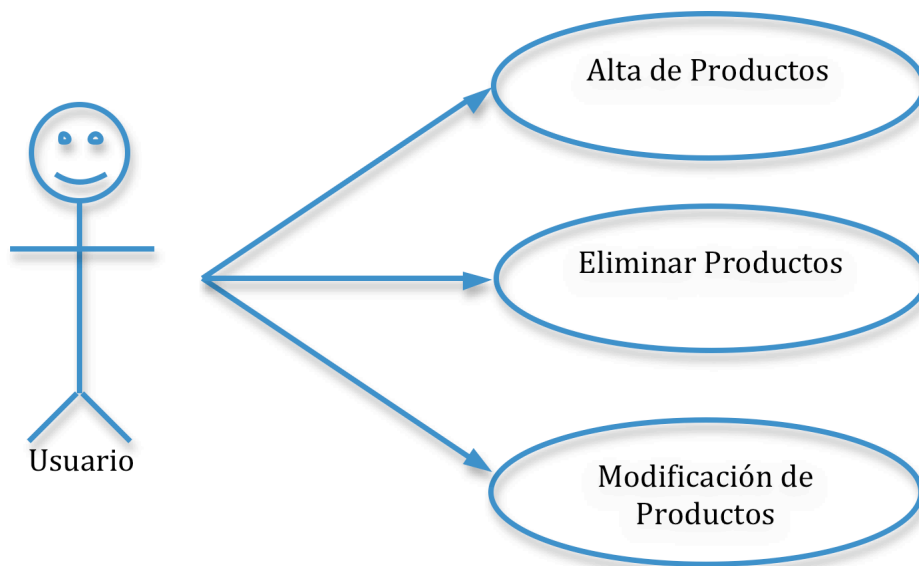 Alta de Productos
Eliminar Productos
Usuario
Modificación de
Productos